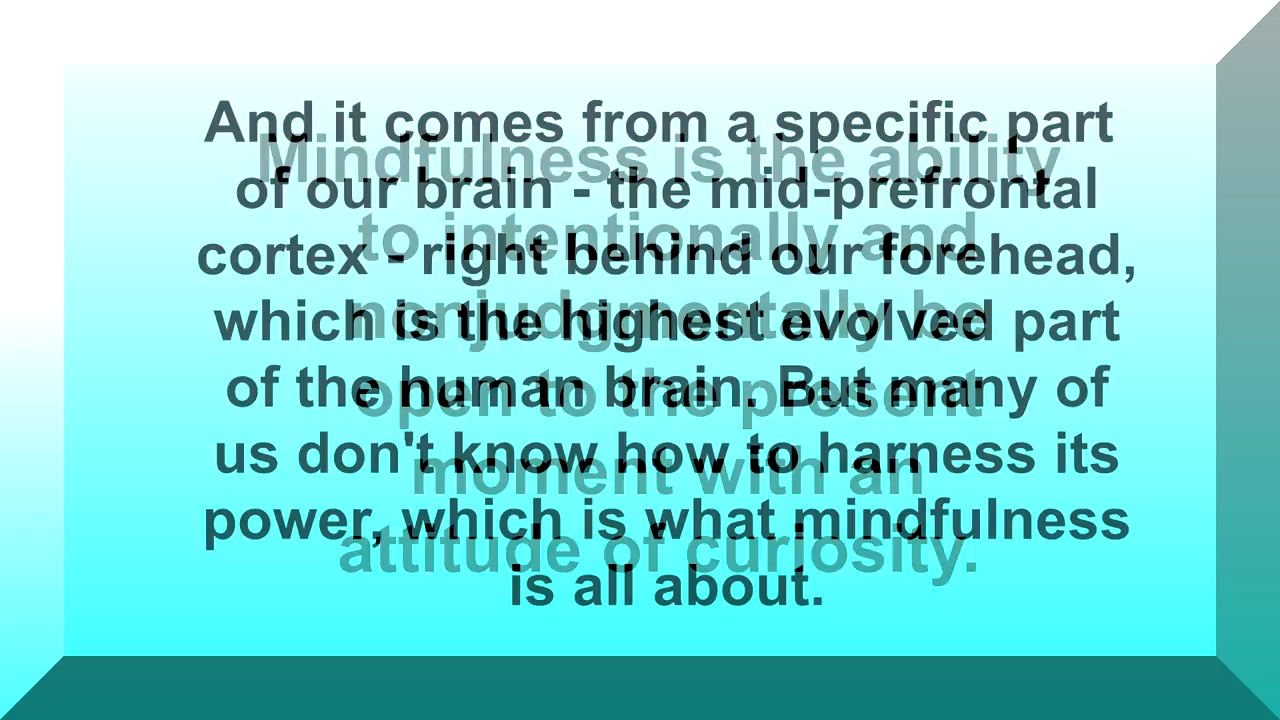 And it comes from a specific part
of our brain - the mid-prefrontal
cortex - right behind our forehead,
which is the highest evolved part
of the human brain. But many of
us don't know how to harness its
power, which is what mindfulness
is all about.
Mindfulness is the ability
to intentionally and
nonjudgmentally be
open to the present
moment with an
attitude of curiosity.